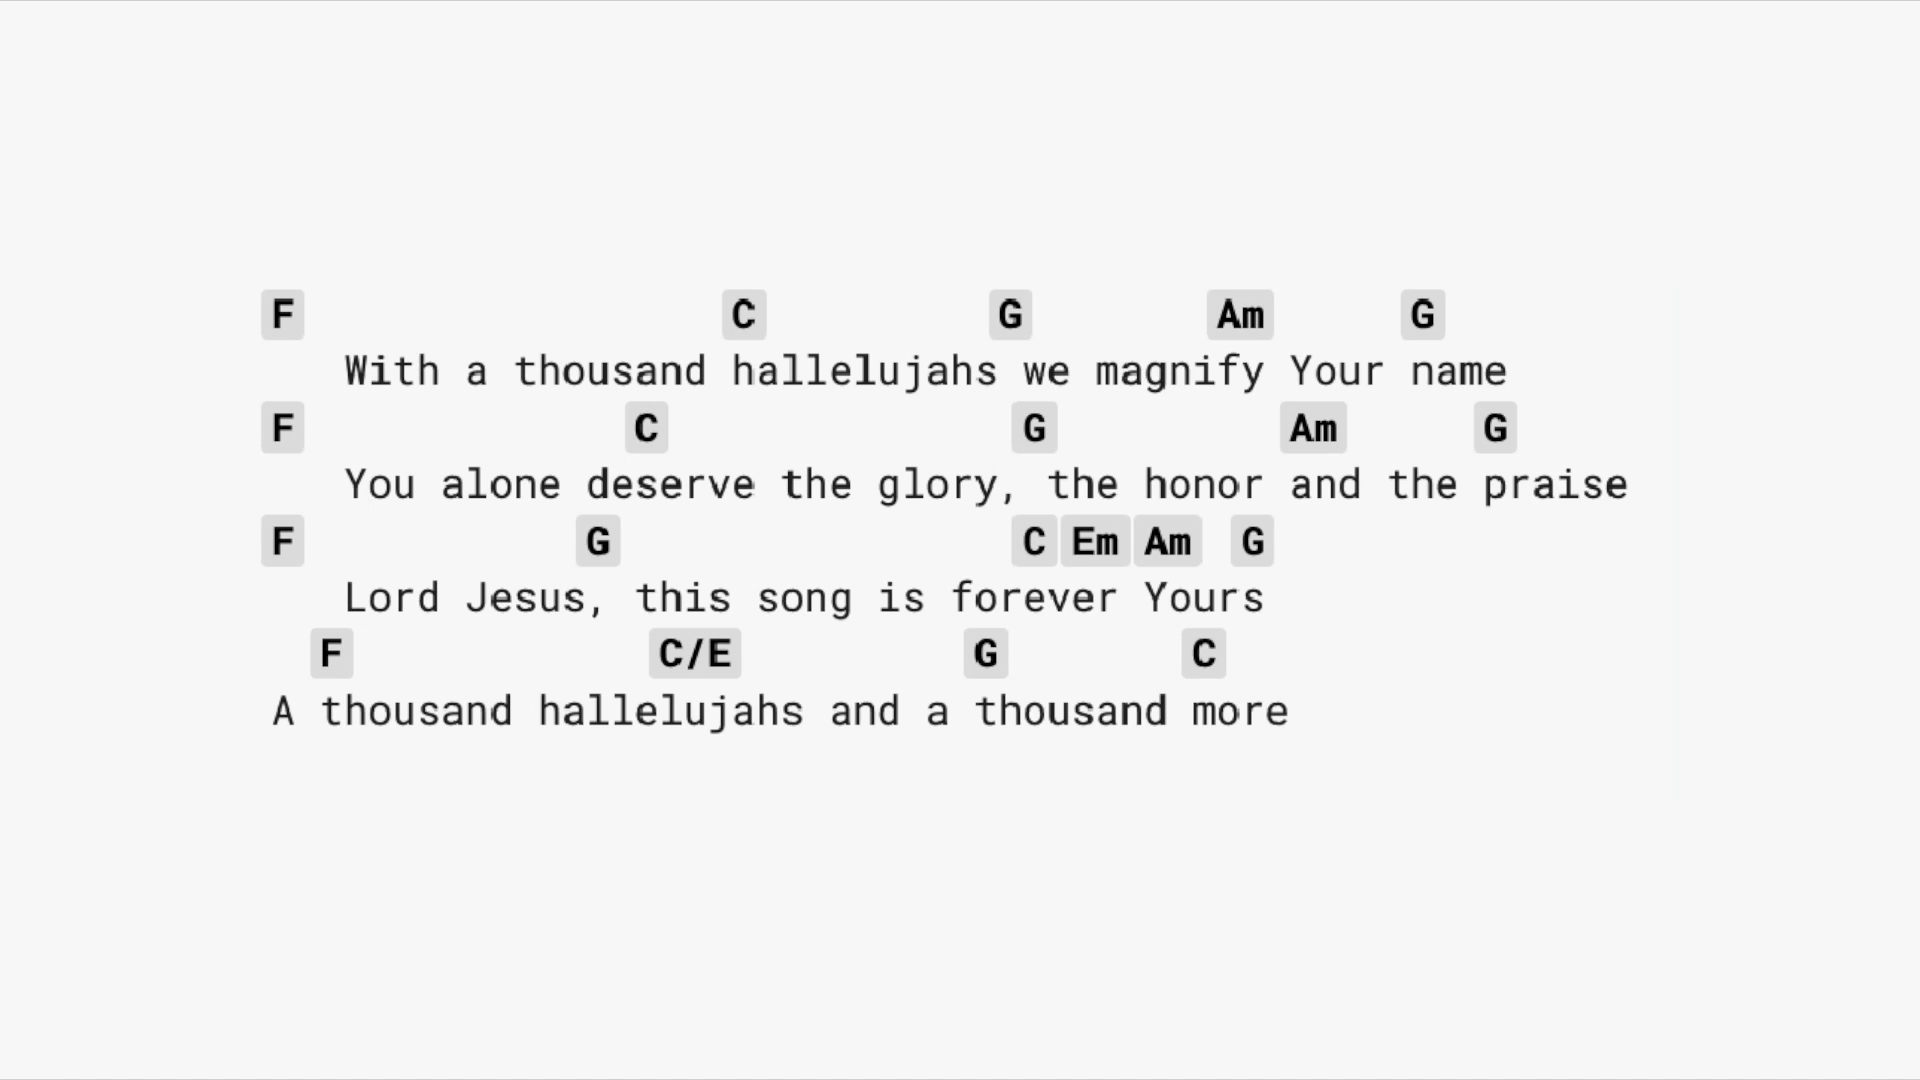 F C G Am G
With a thousand hallelujahs we magnify Your name
F C G Am G
You alone deserve the glory, the honor and the praise
F G C Em Am G
Lord Jesus, this song is forever Yours
F C/E G C
A thousand hallelujahs and a thousand more